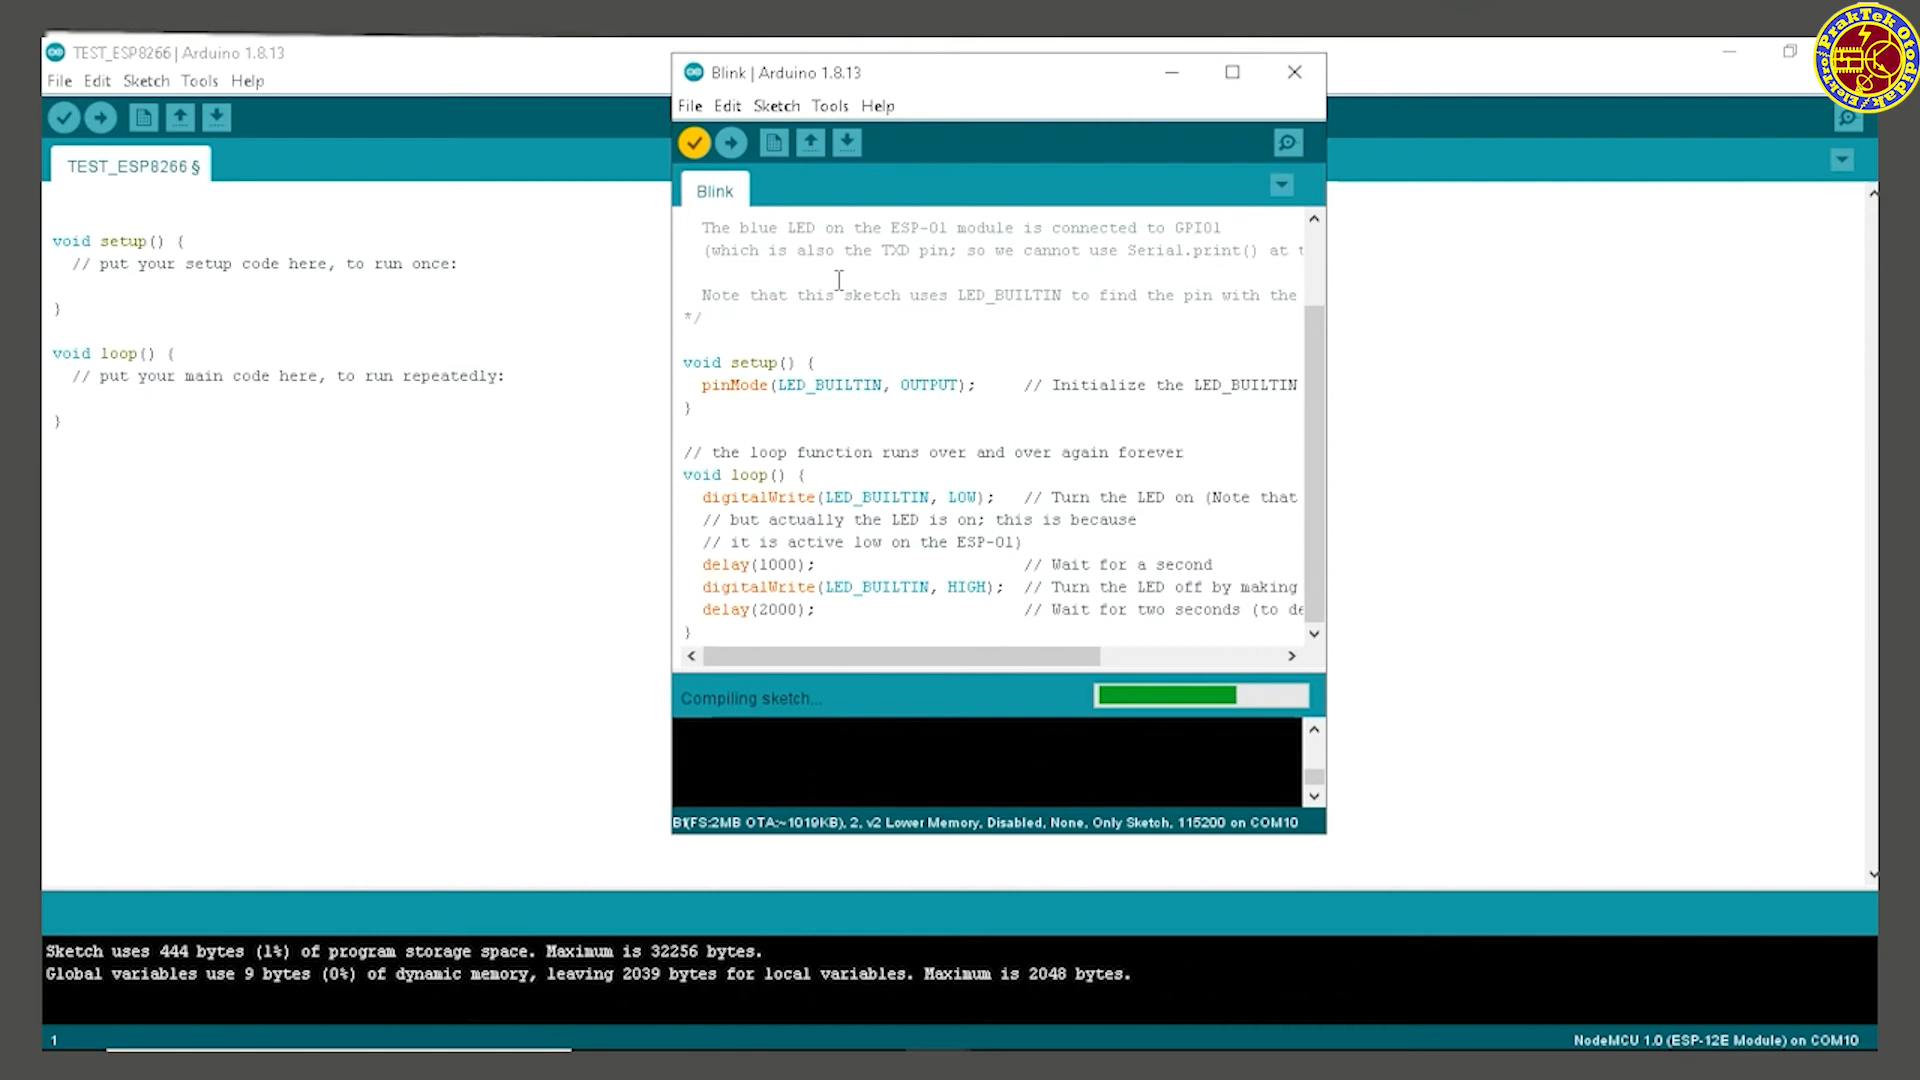 TEST_ESP8266 | Arduino 1.8.13
File Edit Sketch Tools Help
TEST_ESP8266 §
void setup() {
// put your setup code here, to run once:
}
void loop() {
// put your main code here, to run repeatedly:
}
Blink | Arduino 1.8.13
File Edit Sketch Tools Help
Blink
The blue LED on the ESP-01 module is connected to GPIO1
(which is also the TXD pin; so we cannot use Serial.print() at t
Note that this sketch uses LED_BUILTIN to find the pin with the
*/
void setup() {
pinMode(LED_BUILTIN, OUTPUT);     // Initialize the LED_BUILTIN
}
// the loop function runs over and over again forever
void loop() {
digitalWrite(LED_BUILTIN, LOW);   // Turn the LED on (Note that
// but actually the LED is on; this is because
// it is active low on the ESP-01)
delay(1000);                      // Wait for a second
digitalWrite(LED_BUILTIN, HIGH);  // Turn the LED off by making
delay(2000);                      // Wait for two seconds (to de
}
Compiling sketch...
(FS:2MB OTA:~1019KB), 2, v2 Lower Memory, Disabled, None, Only Sketch, 115200 on COM10
Sketch uses 444 bytes (1%) of program storage space. Maximum is 32256 bytes.
Global variables use 9 bytes (0%) of dynamic memory, leaving 2039 bytes for local variables. Maximum is 2048 bytes.
1
NodeMCU 1.0 (ESP-12E Module) on COM10
PrakTek Otodidak